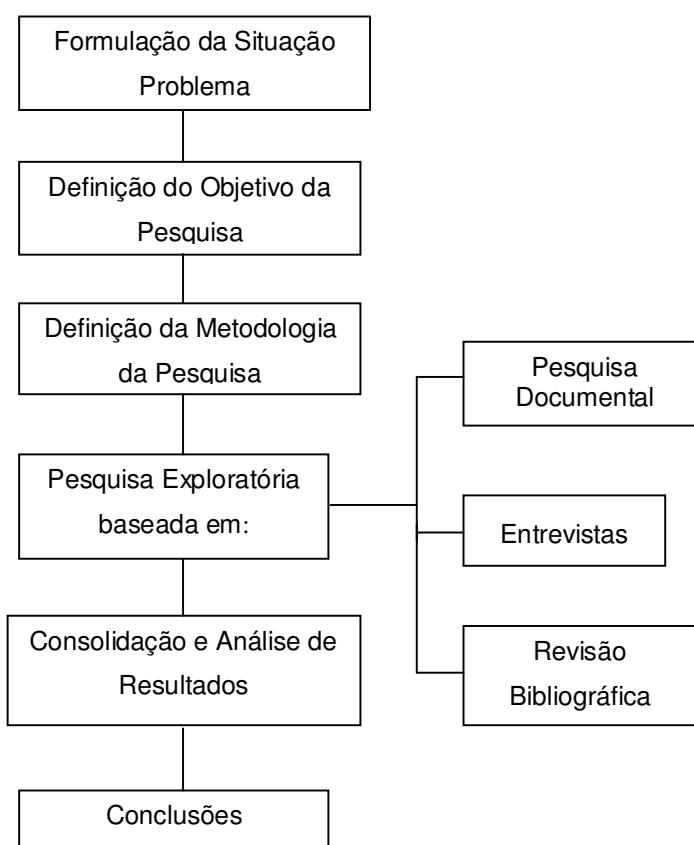 Formulação da Situação
Problema
Definição do Objetivo da
Pesquisa
Definição da Metodologia
da Pesquisa
Pesquisa Exploratória
baseada em:
Pesquisa
Documental
Entrevistas
Revisão
Bibliográfica
Consolidação e Análise de
Resultados
Conclusões